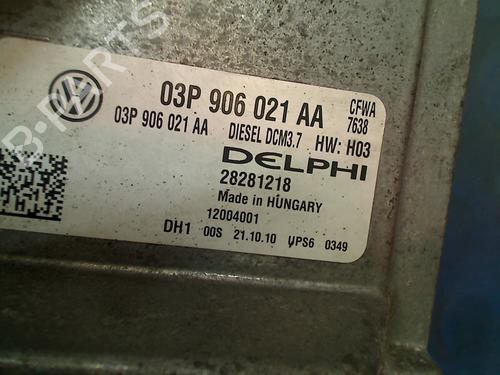 03P 906 021 AA
CFWA
7638
03P 906 021 AA DIESEL DCM3.7 HW: H03
DELPHI
28281218
Made in HUNGARY
12004001
DH1 00S 21.10.10 UPS6 0349
B-PARTS